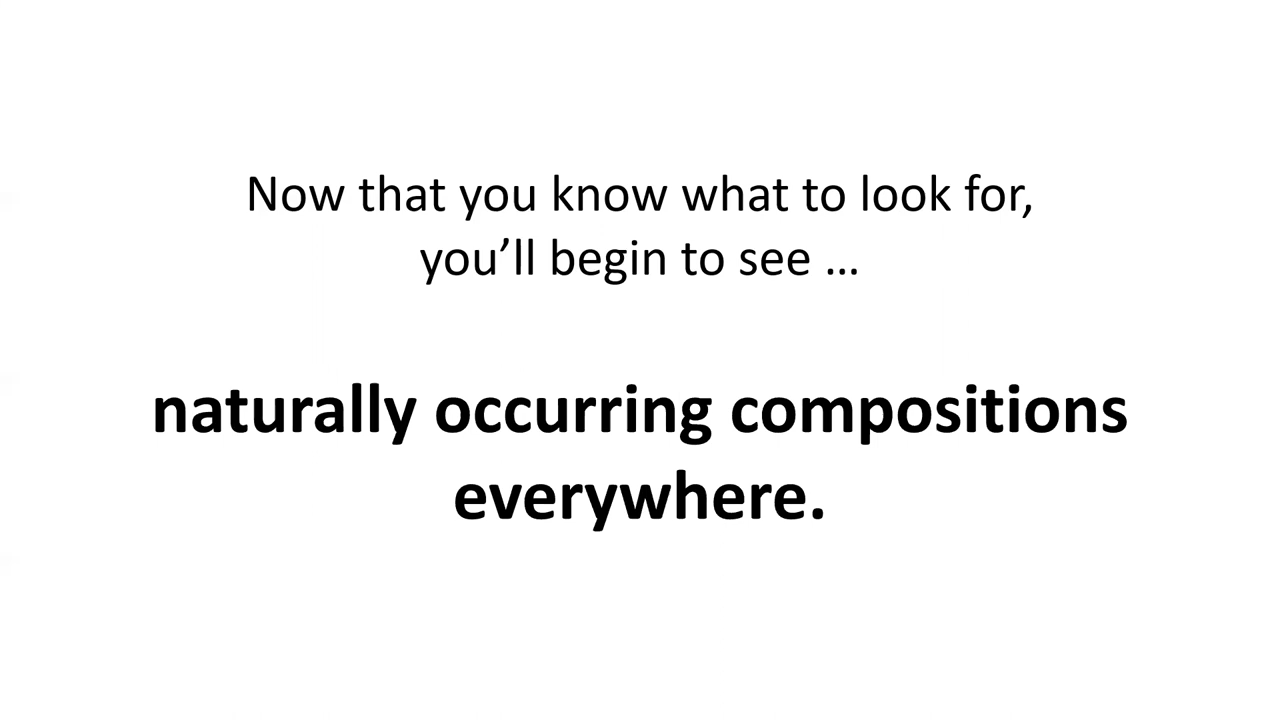 Now that you know what to look for,
you’ll begin to see …
naturally occurring compositions
everywhere.